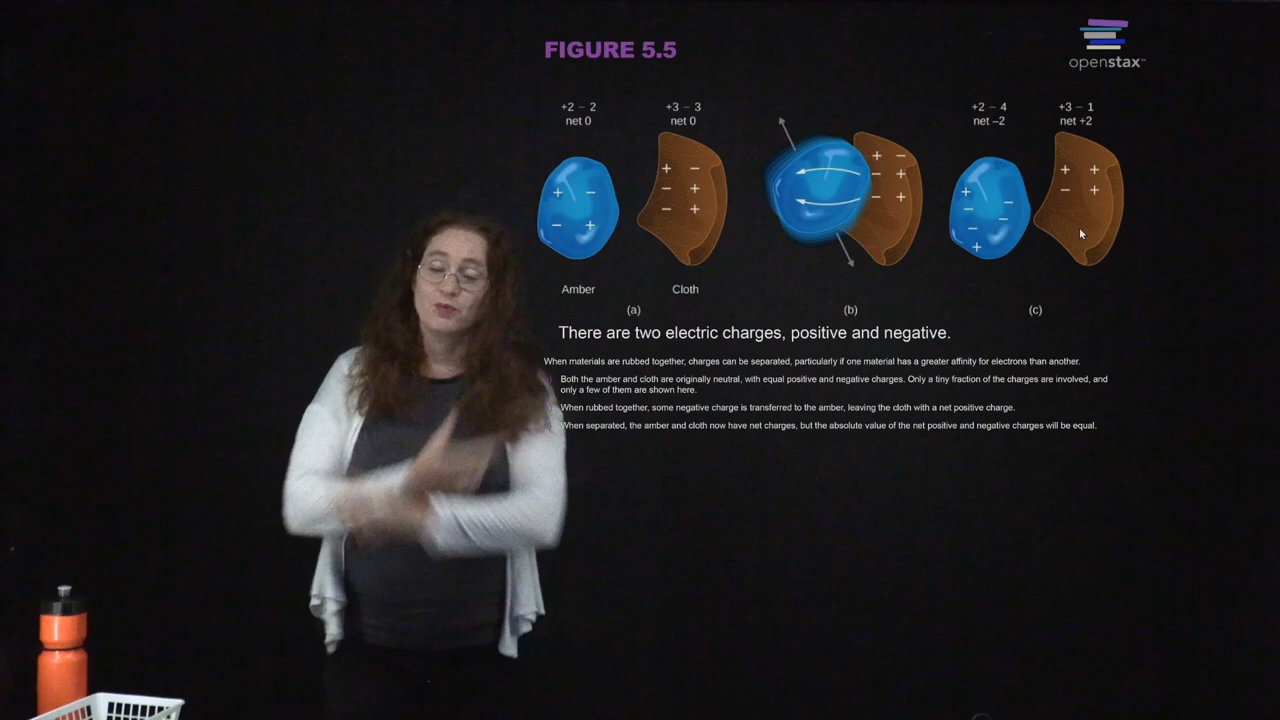 FIGURE 5.5
openstax™
+2 − 2
net 0
+3 − 3
net 0
+2 − 4
net −2
+3 − 1
net +2
+ −
− +
+ −
− +
− +
+ −
− +
− +
+
− −
− −
+
+ +
− +
Amber
Cloth
(a)
(b)
(c)
There are two electric charges, positive and negative.
When materials are rubbed together, charges can be separated, particularly if one material has a greater affinity for electrons than another.
Both the amber and cloth are originally neutral, with equal positive and negative charges. Only a tiny fraction of the charges are involved, and
only a few of them are shown here.
When rubbed together, some negative charge is transferred to the amber, leaving the cloth with a net positive charge.
When separated, the amber and cloth now have net charges, but the absolute value of the net positive and negative charges will be equal.